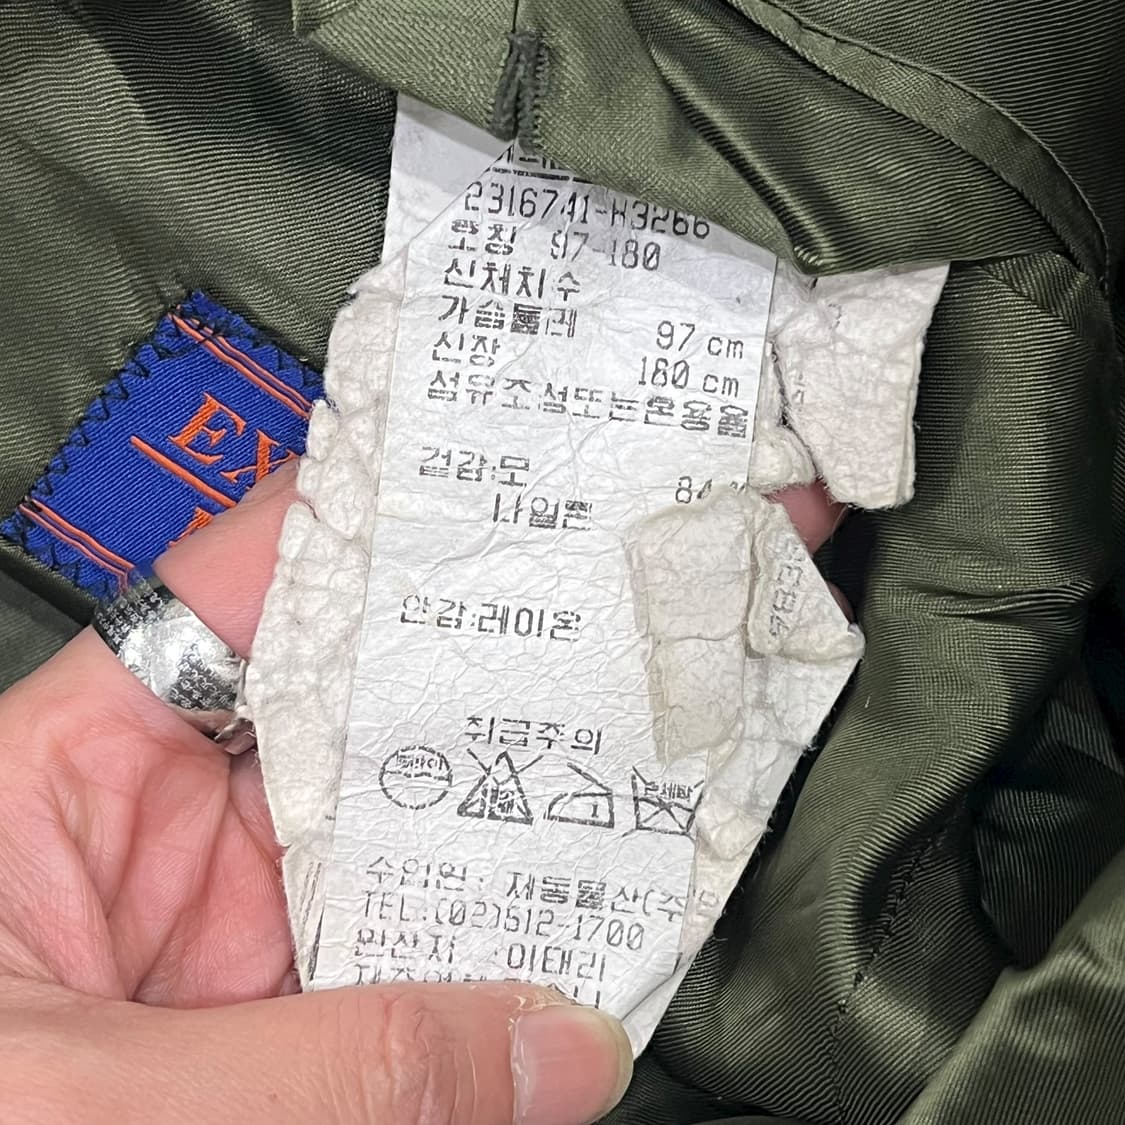 2316741-H3266
호칭 97-180
신체치수
가슴둘레 97 cm
신장 180 cm
섬유조성또는혼용율
겉감:모 84
나일론
안감:레이온
취급주의
수입원: 제동물산(주
TEL:(02)512-1700
원산지 :이태리
EX